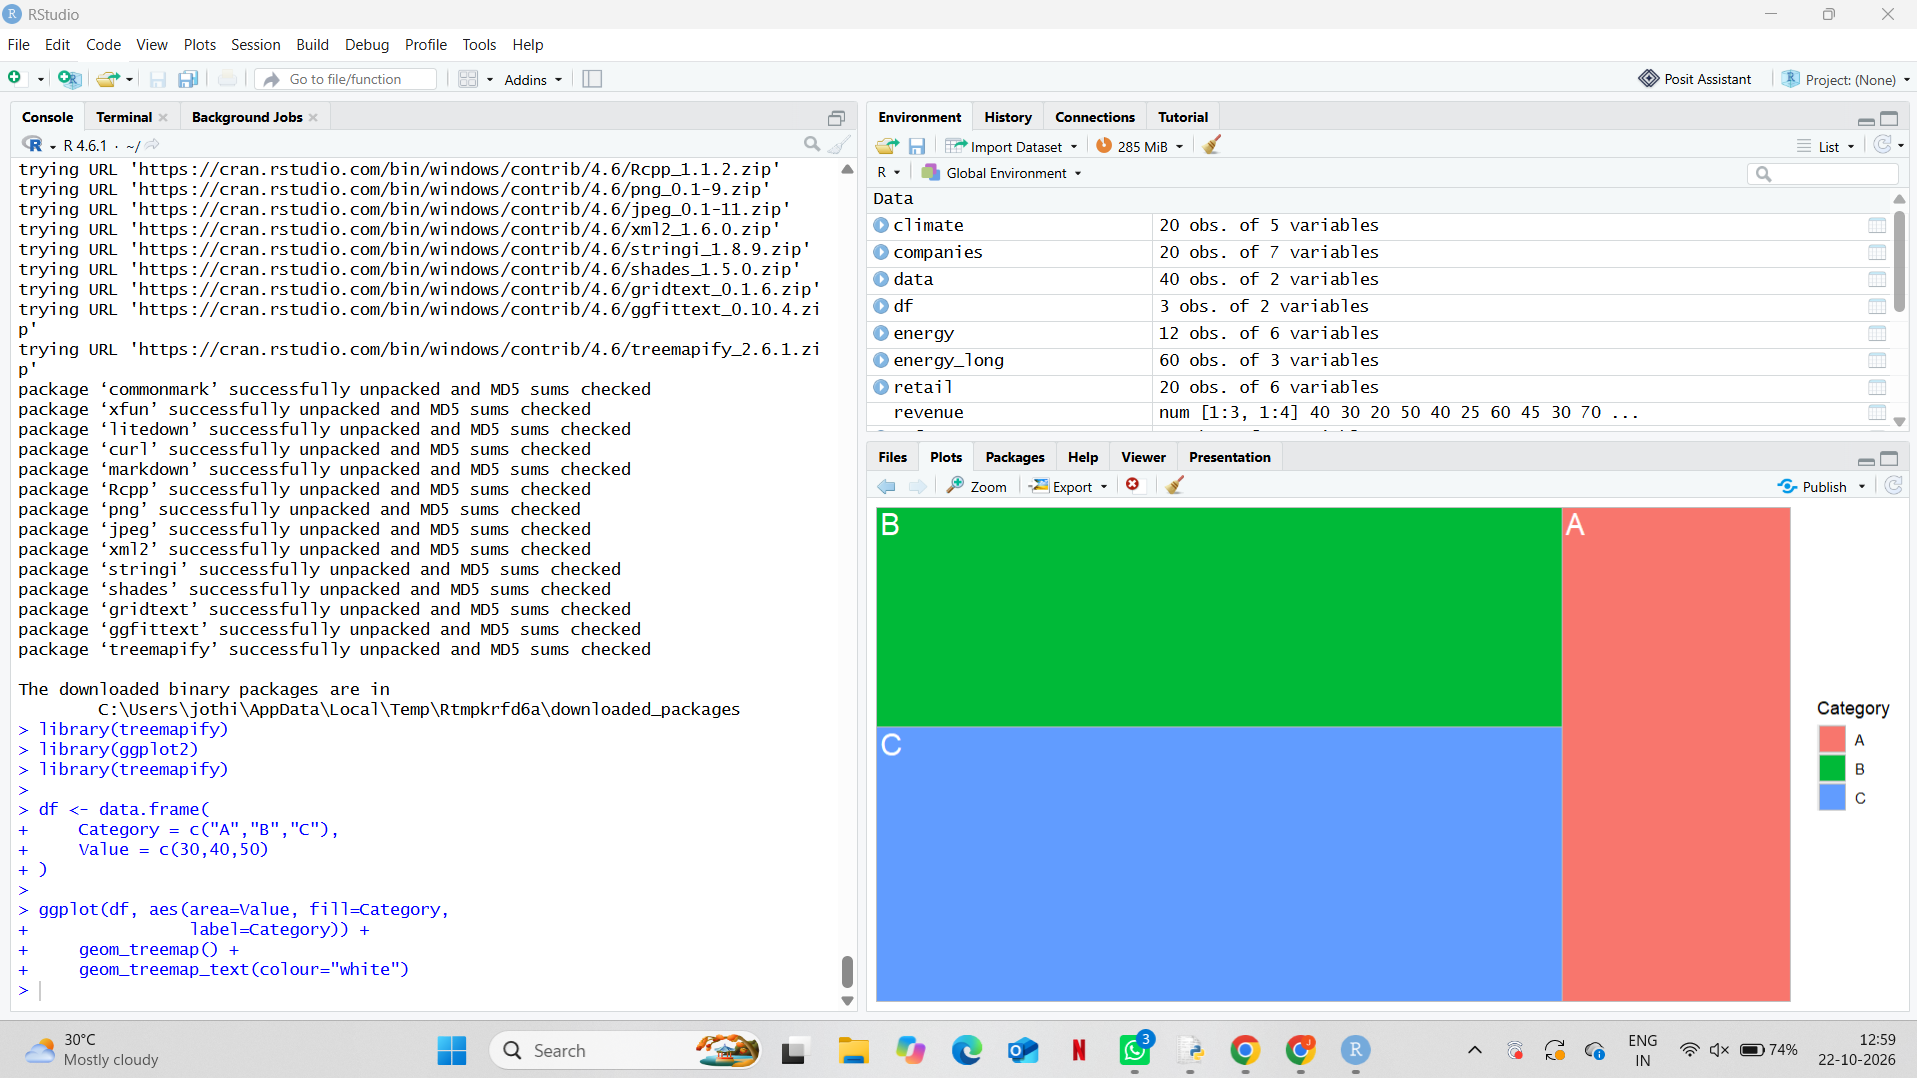 RStudio
File Edit Code View Plots Session Build Debug Profile Tools Help
Go to file/function Addins Posit Assistant Project: (None)
Console Terminal Background Jobs
R 4.6.1 · ~/
trying URL 'https://cran.rstudio.com/bin/windows/contrib/4.6/Rcpp_1.1.2.zip'
trying URL 'https://cran.rstudio.com/bin/windows/contrib/4.6/png_0.1-9.zip'
trying URL 'https://cran.rstudio.com/bin/windows/contrib/4.6/jpeg_0.1-11.zip'
trying URL 'https://cran.rstudio.com/bin/windows/contrib/4.6/xml2_1.6.0.zip'
trying URL 'https://cran.rstudio.com/bin/windows/contrib/4.6/stringi_1.8.9.zip'
trying URL 'https://cran.rstudio.com/bin/windows/contrib/4.6/shades_1.5.0.zip'
trying URL 'https://cran.rstudio.com/bin/windows/contrib/4.6/gridtext_0.1.6.zip'
trying URL 'https://cran.rstudio.com/bin/windows/contrib/4.6/ggfittext_0.10.4.zi
p'
trying URL 'https://cran.rstudio.com/bin/windows/contrib/4.6/treemapify_2.6.1.zi
p'
package ‘commonmark’ successfully unpacked and MD5 sums checked
package ‘xfun’ successfully unpacked and MD5 sums checked
package ‘litedown’ successfully unpacked and MD5 sums checked
package ‘curl’ successfully unpacked and MD5 sums checked
package ‘markdown’ successfully unpacked and MD5 sums checked
package ‘Rcpp’ successfully unpacked and MD5 sums checked
package ‘png’ successfully unpacked and MD5 sums checked
package ‘jpeg’ successfully unpacked and MD5 sums checked
package ‘xml2’ successfully unpacked and MD5 sums checked
package ‘stringi’ successfully unpacked and MD5 sums checked
package ‘shades’ successfully unpacked and MD5 sums checked
package ‘gridtext’ successfully unpacked and MD5 sums checked
package ‘ggfittext’ successfully unpacked and MD5 sums checked
package ‘treemapify’ successfully unpacked and MD5 sums checked
The downloaded binary packages are in
C:\Users\jothi\AppData\Local\Temp\Rtmpkrfd6a\downloaded_packages
> library(treemapify)
> library(ggplot2)
> library(treemapify)
>
> df <- data.frame(
+ Category = c("A","B","C"),
+ Value = c(30,40,50)
+ )
>
> ggplot(df, aes(area=Value, fill=Category,
+ label=Category)) +
+ geom_treemap() +
+ geom_treemap_text(colour="white")
>
Environment History Connections Tutorial
Import Dataset 285 MiB List
R Global Environment
Data
climate 20 obs. of 5 variables
companies 20 obs. of 7 variables
data 40 obs. of 2 variables
df 3 obs. of 2 variables
energy 12 obs. of 6 variables
energy_long 60 obs. of 3 variables
retail 20 obs. of 6 variables
revenue num [1:3, 1:4] 40 30 20 50 40 25 60 45 30 70 ...
Files Plots Packages Help Viewer Presentation
Zoom Export Publish
B
A
C
Category
A
B
C
30°C
Mostly cloudy
Search
3
ENG
IN
74%
12:59
22-10-2026